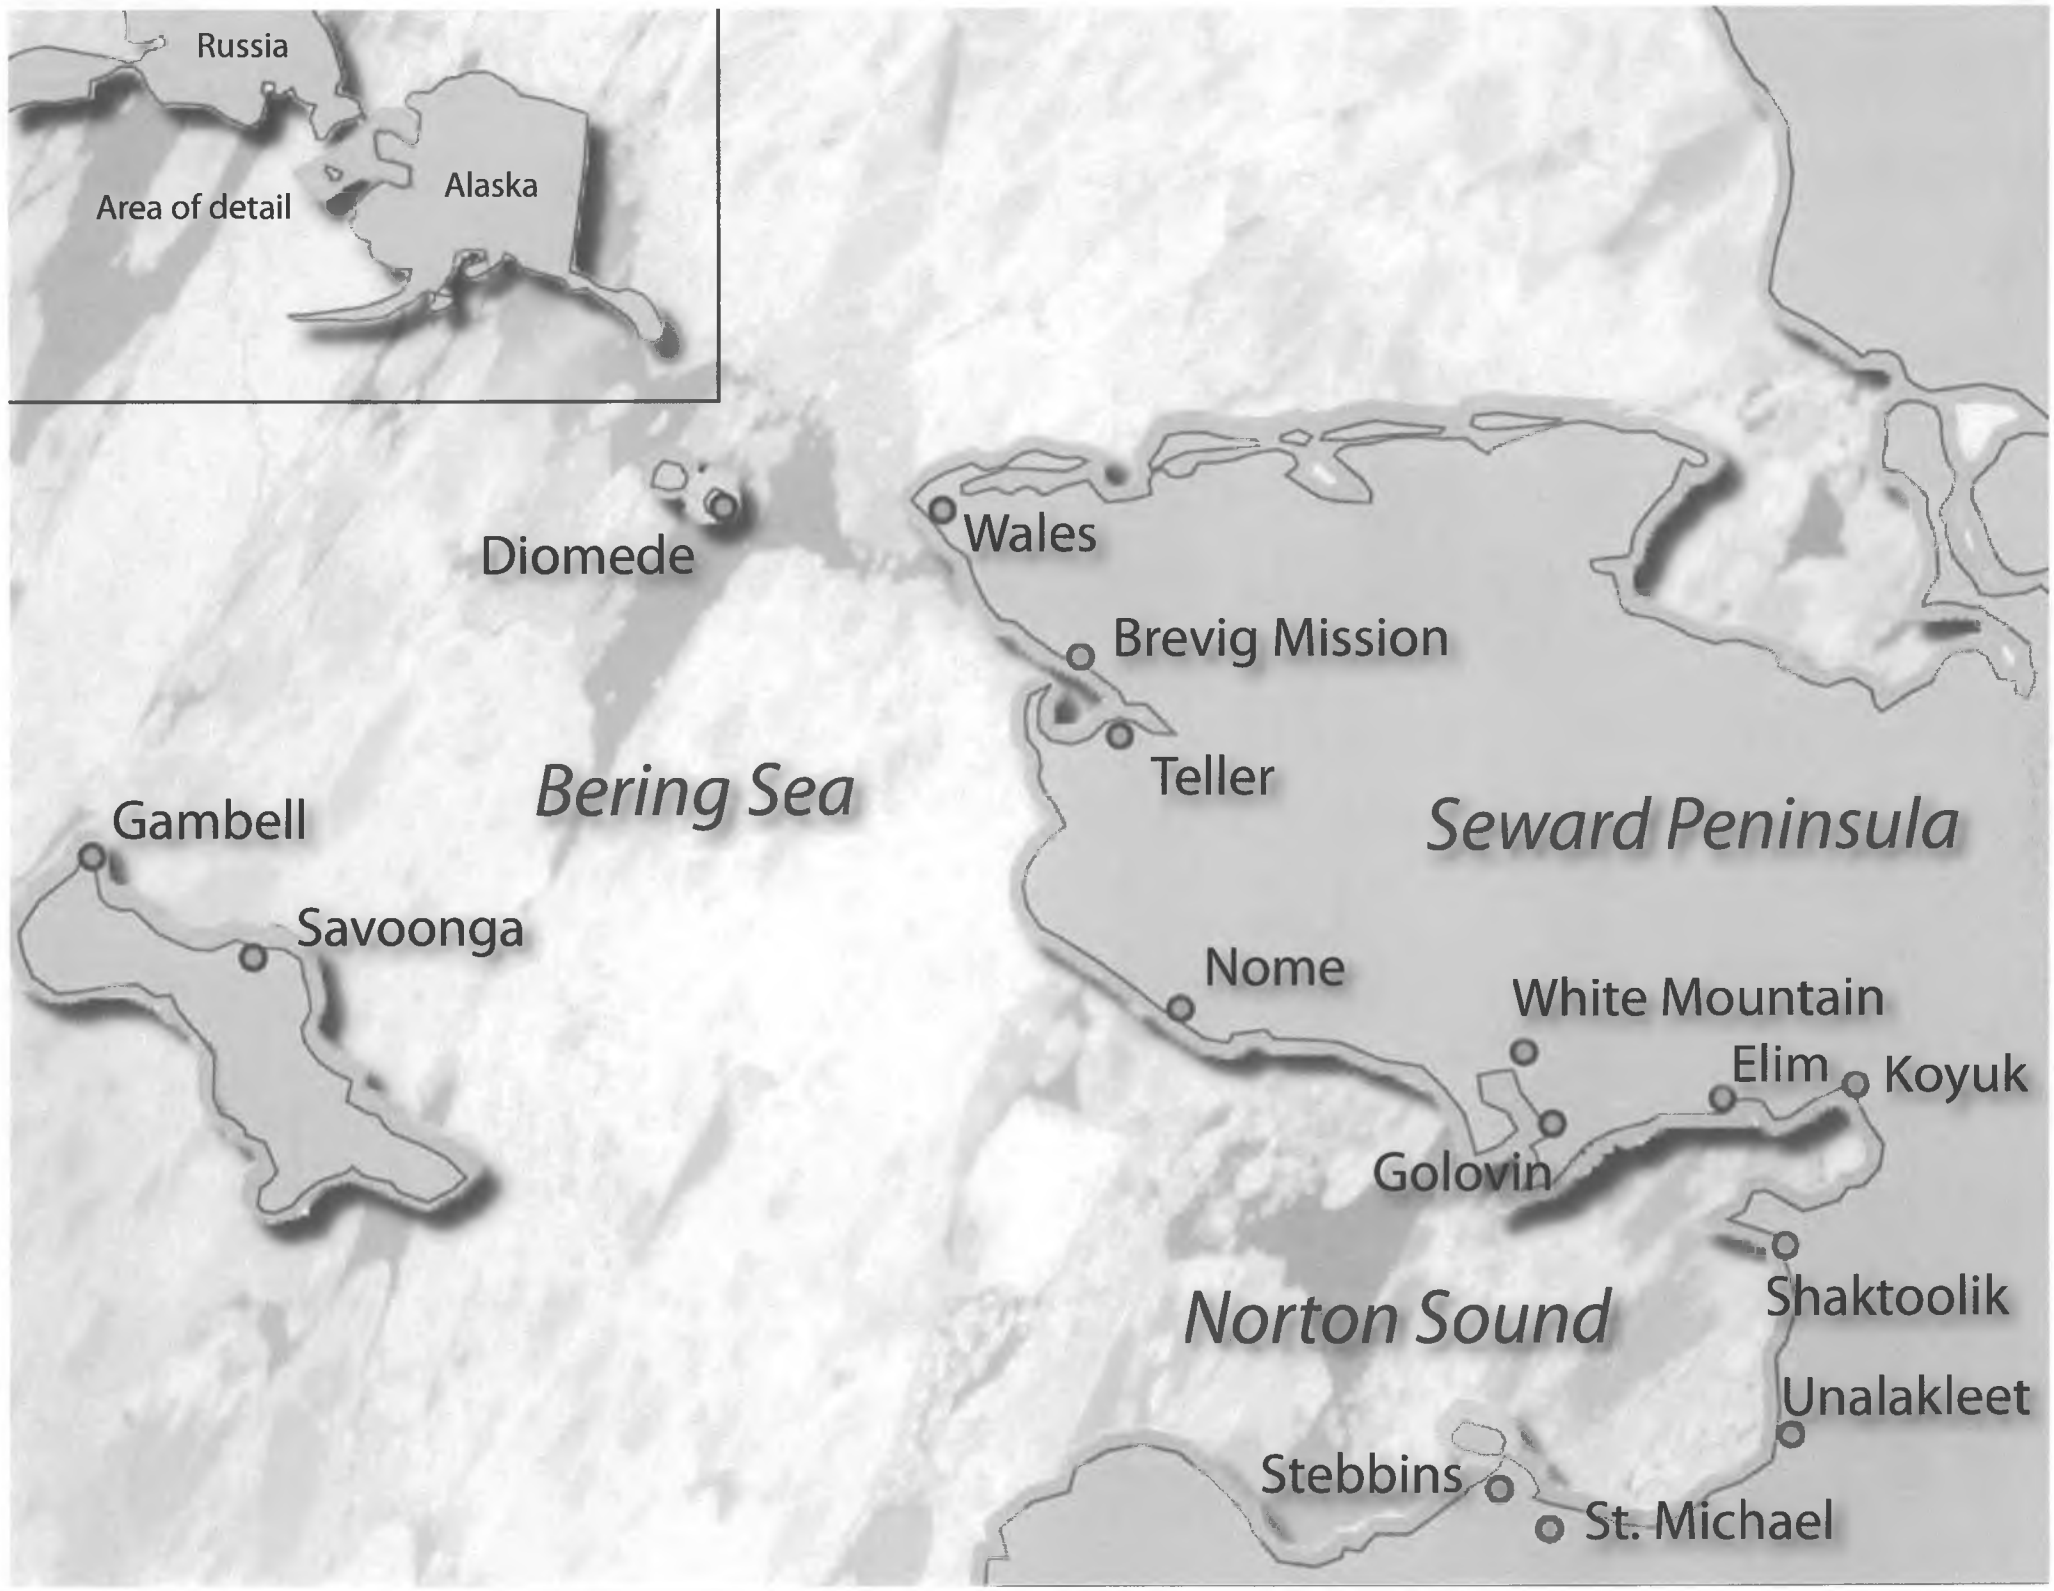 Russia
Alaska
Area of detail
Diomede
Wales
Brevig Mission
Teller
Bering Sea
Seward Peninsula
Gambell
Savoonga
Nome
White Mountain
Elim
Koyuk
Golovin
Shaktoolik
Norton Sound
Unalakleet
Stebbins
St. Michael